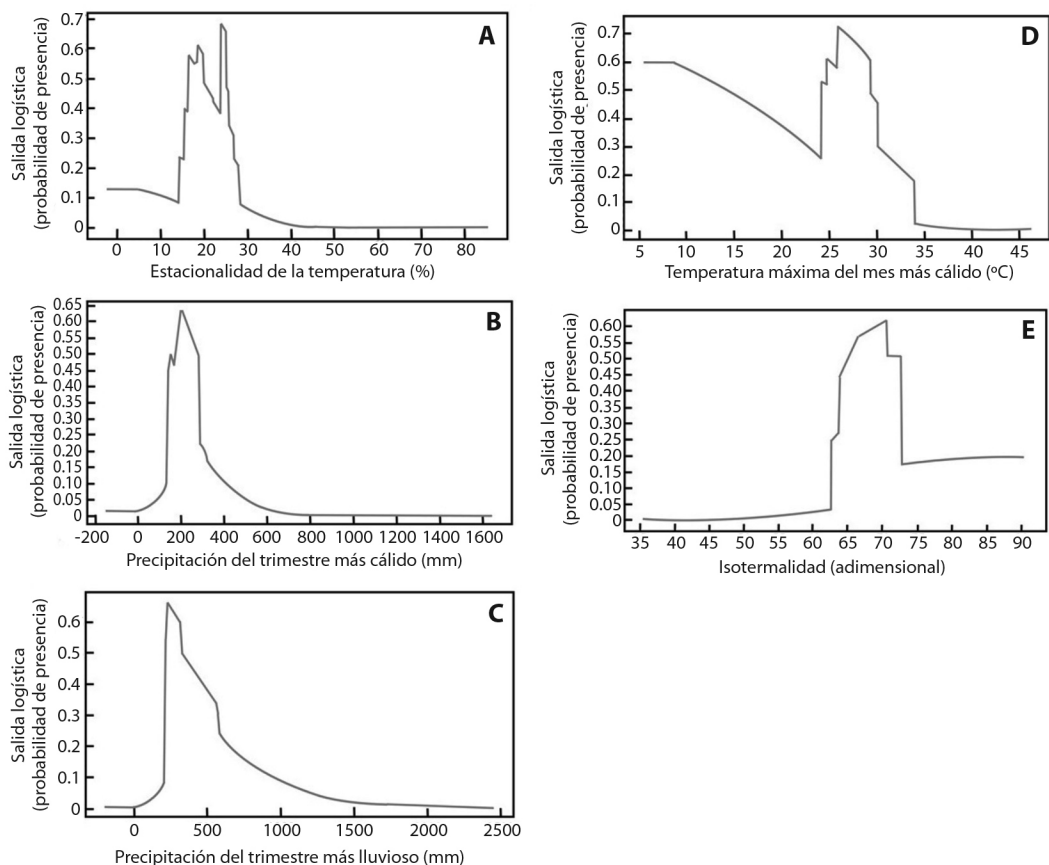 A
Salida logística
(probabilidad de presencia)
0.7
0.6
0.5
0.4
0.3
0.2
0.1
0
0 10 20 30 40 50 60 70 80
Estacionalidad de la temperatura (%)
D
Salida logística
(probabilidad de presencia)
0.7
0.6
0.5
0.4
0.3
0.2
0.1
0
5 10 15 20 25 30 35 40 45
Temperatura máxima del mes más cálido (ºC)
B
Salida logística
(probabilidad de presencia)
0.65
0.60
0.55
0.50
0.45
0.40
0.35
0.30
0.25
0.20
0.15
0.10
0.05
0
-200 0 200 400 600 800 1000 1200 1400 1600
Precipitación del trimestre más cálido (mm)
E
Salida logística
(probabilidad de presencia)
0.60
0.55
0.50
0.45
0.40
0.35
0.30
0.25
0.20
0.15
0.10
0.05
0
35 40 45 50 55 60 65 70 75 80 85 90
Isotermalidad (adimensional)
C
Salida logística
(probabilidad de presencia)
0.6
0.5
0.4
0.3
0.2
0.1
0
0 500 1000 1500 2000 2500
Precipitación del trimestre más lluvioso (mm)